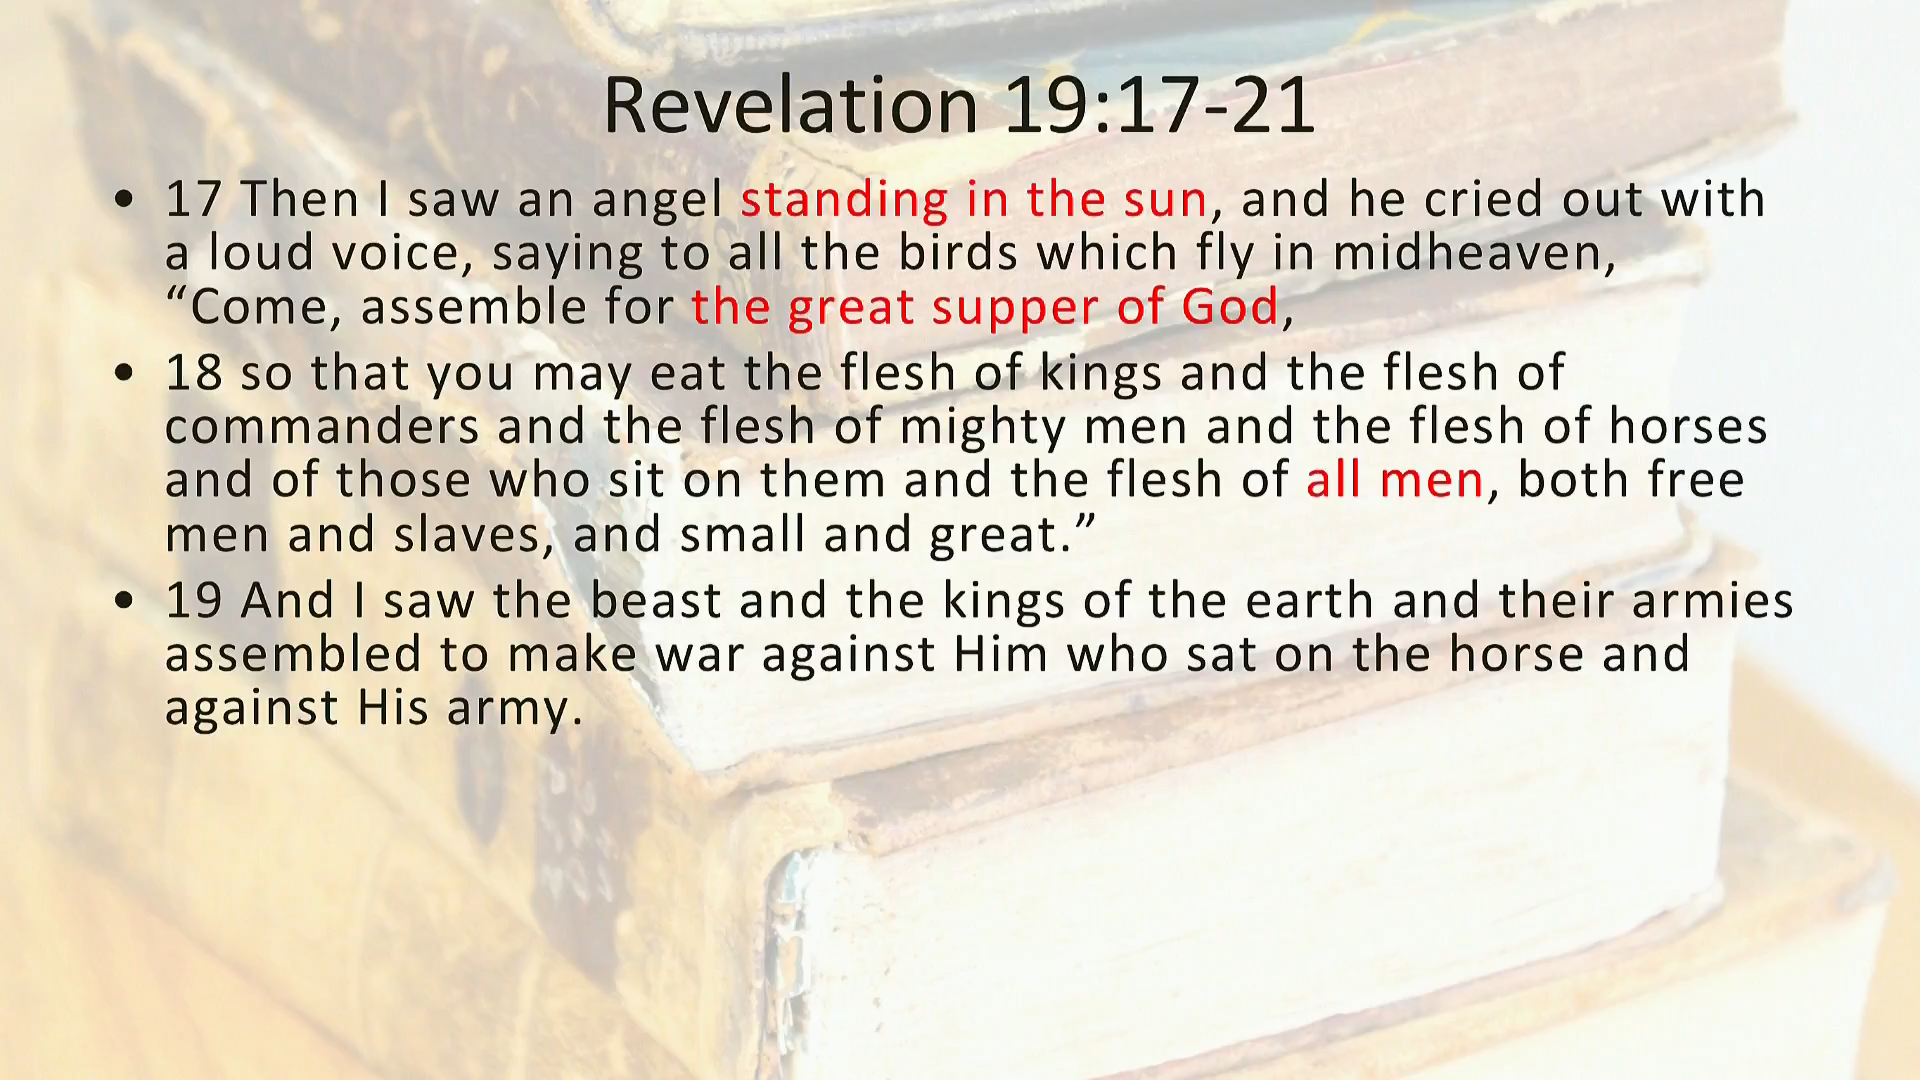 Revelation 19:17-21
• 17 Then I saw an angel standing in the sun, and he cried out with
a loud voice, saying to all the birds which fly in midheaven,
“Come, assemble for the great supper of God,
• 18 so that you may eat the flesh of kings and the flesh of
commanders and the flesh of mighty men and the flesh of horses
and of those who sit on them and the flesh of all men, both free
men and slaves, and small and great.”
• 19 And I saw the beast and the kings of the earth and their armies
assembled to make war against Him who sat on the horse and
against His army.